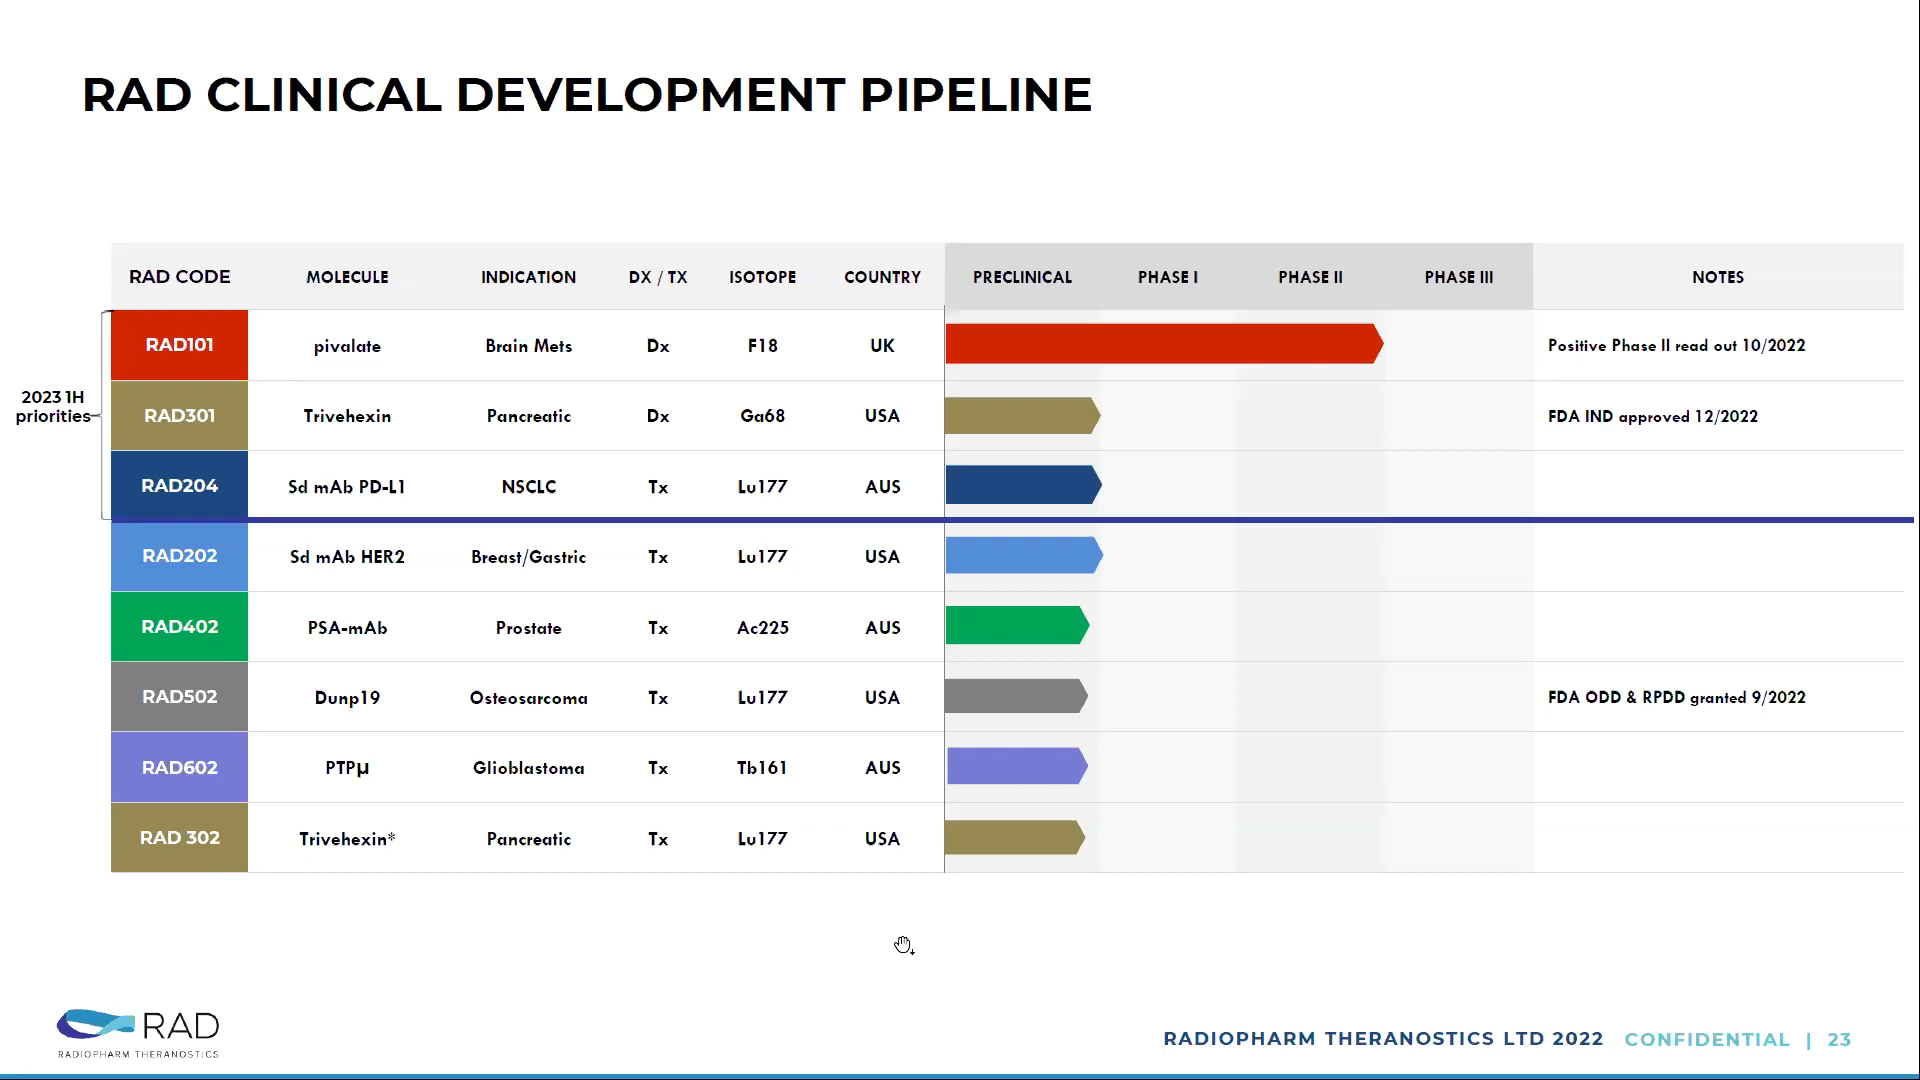 RAD CLINICAL DEVELOPMENT PIPELINE
RAD CODE MOLECULE INDICATION DX / TX ISOTOPE COUNTRY PRECLINICAL PHASE I PHASE II PHASE III NOTES
2023 1H
priorities
RAD101 pivalate Brain Mets Dx F18 UK Positive Phase II read out 10/2022
RAD301 Trivehexin Pancreatic Dx Ga68 USA FDA IND approved 12/2022
RAD204 Sd mAb PD-L1 NSCLC Tx Lu177 AUS
RAD202 Sd mAb HER2 Breast/Gastric Tx Lu177 USA
RAD402 PSA-mAb Prostate Tx Ac225 AUS
RAD502 Dunp19 Osteosarcoma Tx Lu177 USA FDA ODD & RPDD granted 9/2022
RAD602 PTPµ Glioblastoma Tx Tb161 AUS
RAD 302 Trivehexin* Pancreatic Tx Lu177 USA
RAD
RADIOPHARM THERANOSTICS
RADIOPHARM THERANOSTICS LTD 2022 CONFIDENTIAL | 23